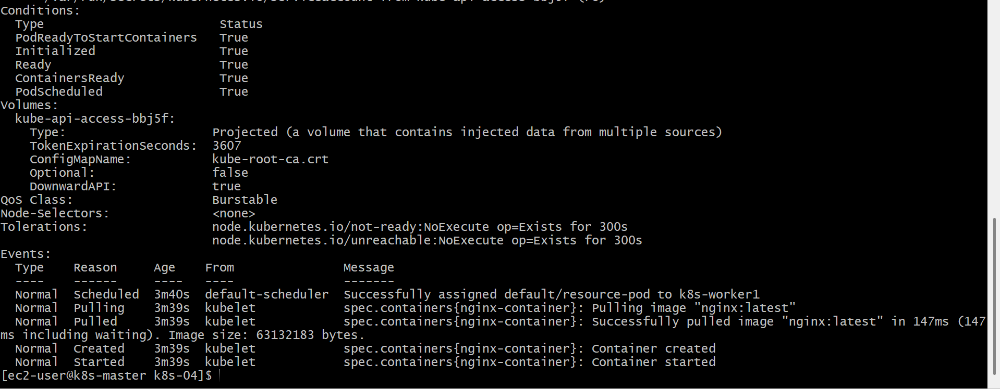 Conditions:
  Type                        Status
  PodReadyToStartContainers   True
  Initialized                 True
  Ready                       True
  ContainersReady             True
  PodScheduled                True
Volumes:
  kube-api-access-bbj5f:
    Type:                    Projected (a volume that contains injected data from multiple sources)
    TokenExpirationSeconds:  3607
    ConfigMapName:           kube-root-ca.crt
    Optional:                false
    DownwardAPI:             true
QoS Class:                   Burstable
Node-Selectors:              <none>
Tolerations:                 node.kubernetes.io/not-ready:NoExecute op=Exists for 300s
                             node.kubernetes.io/unreachable:NoExecute op=Exists for 300s
Events:
  Type    Reason     Age    From               Message
  ----    ------     ----   ----               -------
  Normal  Scheduled  3m40s  default-scheduler  Successfully assigned default/resource-pod to k8s-worker1
  Normal  Pulling    3m39s  kubelet            spec.containers{nginx-container}: Pulling image "nginx:latest"
  Normal  Pulled     3m39s  kubelet            spec.containers{nginx-container}: Successfully pulled image "nginx:latest" in 147ms (147
ms including waiting). Image size: 63132183 bytes.
  Normal  Created    3m39s  kubelet            spec.containers{nginx-container}: Container created
  Normal  Started    3m39s  kubelet            spec.containers{nginx-container}: Container started
[ec2-user@k8s-master k8s-04]$